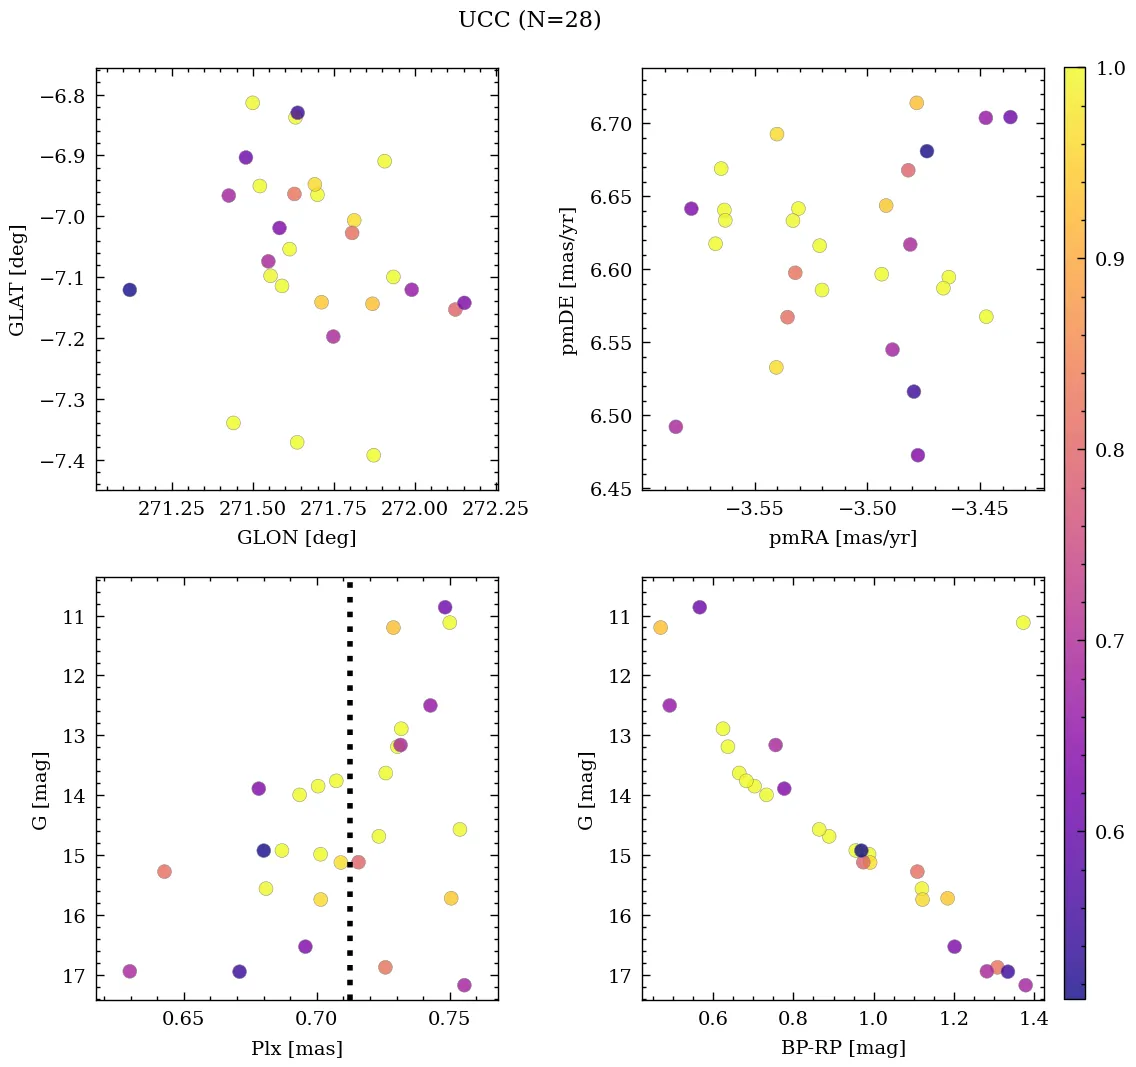 UCC (N=28)
−6.8
−6.9
−7.0
−7.1
−7.2
−7.3
−7.4
GLAT [deg]
271.25 271.50 271.75 272.00 272.25
GLON [deg]
6.70
6.65
6.60
6.55
6.50
6.45
pmDE [mas/yr]
−3.55 −3.50 −3.45
pmRA [mas/yr]
11
12
13
14
15
16
17
G [mag]
0.65 0.70 0.75
Plx [mas]
11
12
13
14
15
16
17
G [mag]
0.6 0.8 1.0 1.2 1.4
BP-RP [mag]
1.0
0.9
0.8
0.7
0.6